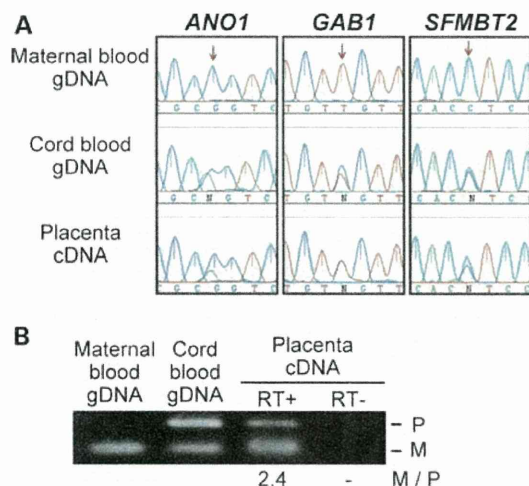 A
ANO1 GAB1 SFMBT2
Maternal blood
gDNA
G C G G T C T G T T G T T C A C C T C C
Cord blood
gDNA
G C N G T C T G T N G T T C A C N T C C
Placenta
cDNA
G C G G T C T G T N G T T C A C N T C C
B
Maternal
blood
gDNA
Cord
blood
gDNA
Placenta
cDNA
RT+ RT-
– P
– M
2.4 - M / P